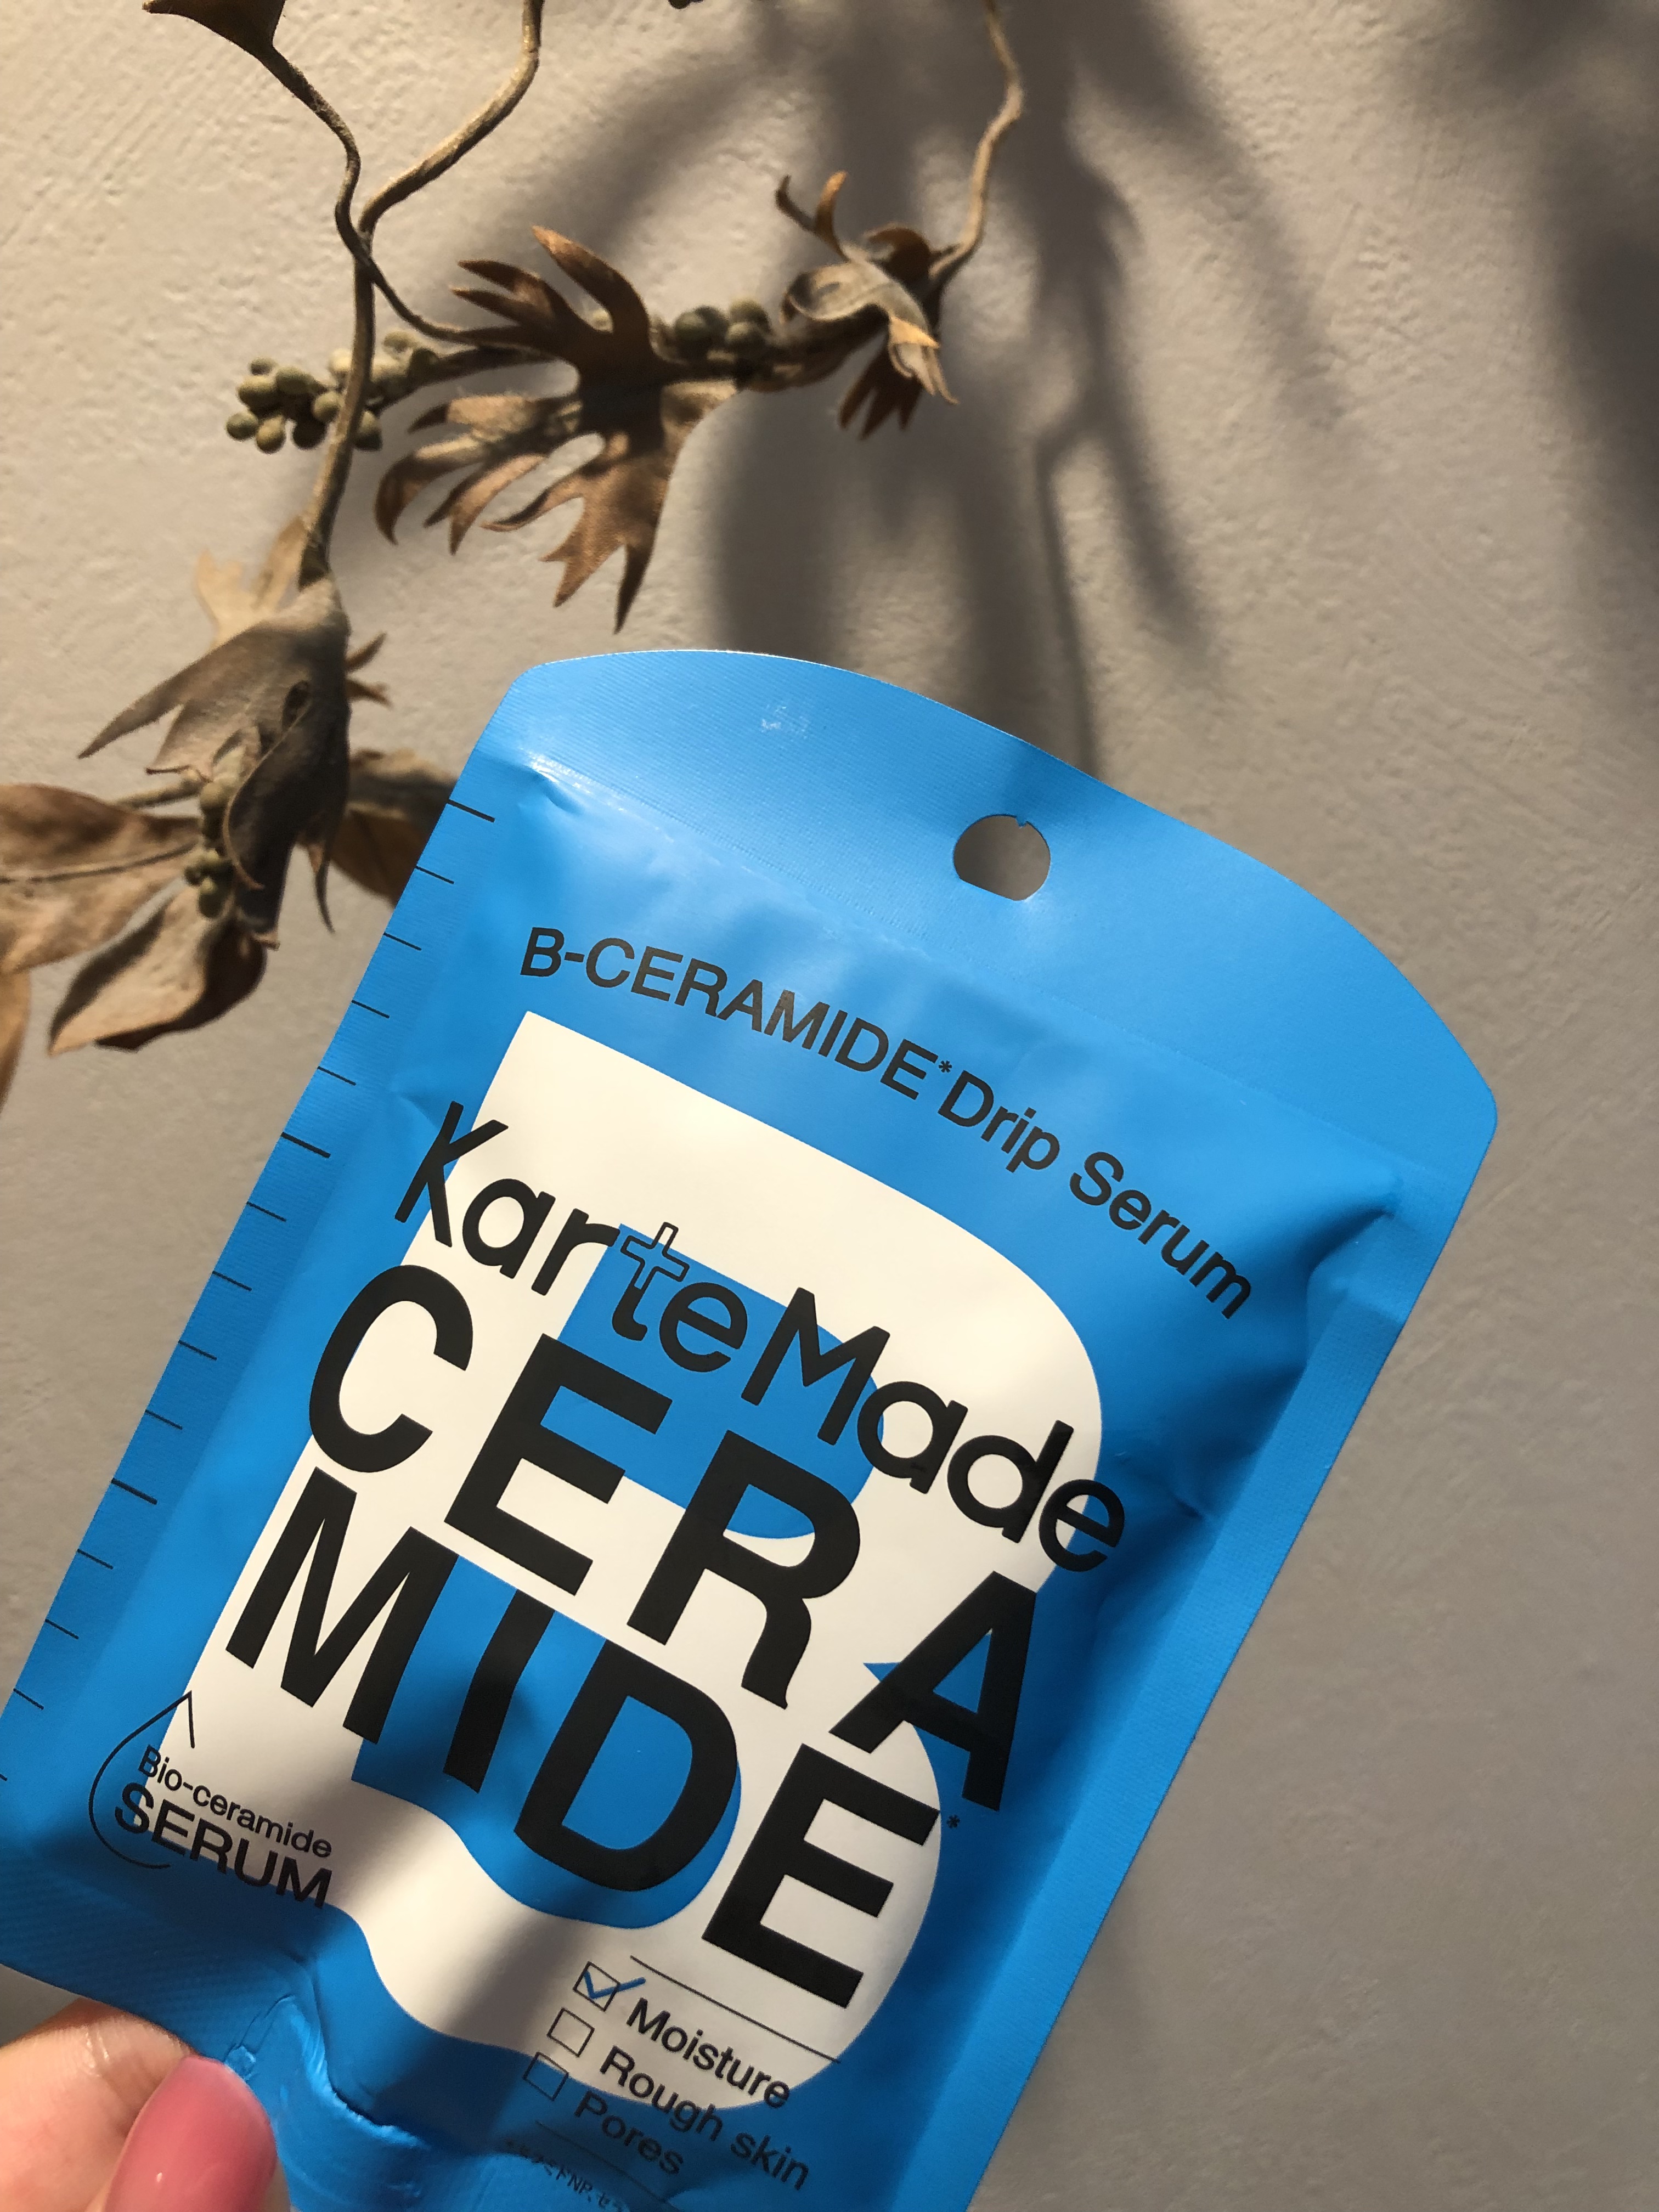 B-CERAMIDE*Drip Serum
KarteMade
CERA
MIDE*
Bio-ceramide
SERUM
Moisture
Rough skin
Pores